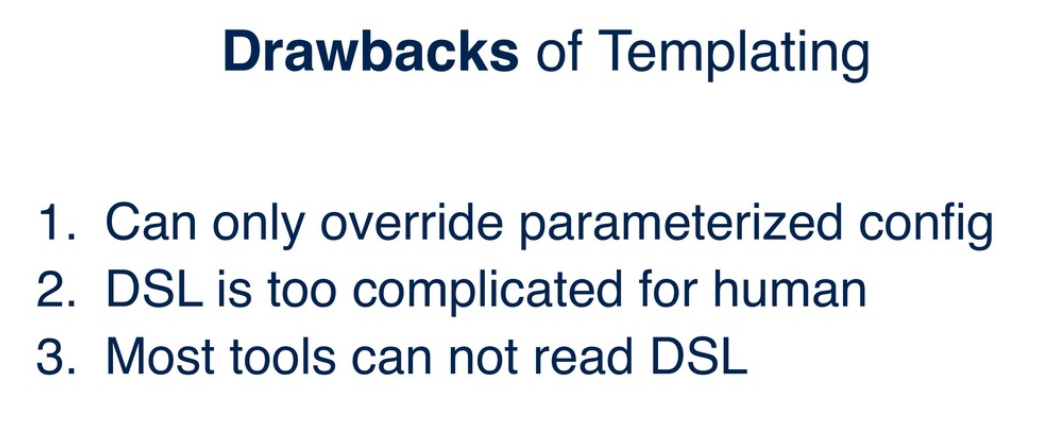 Drawbacks of Templating
1. Can only override parameterized config
2. DSL is too complicated for human
3. Most tools can not read DSL